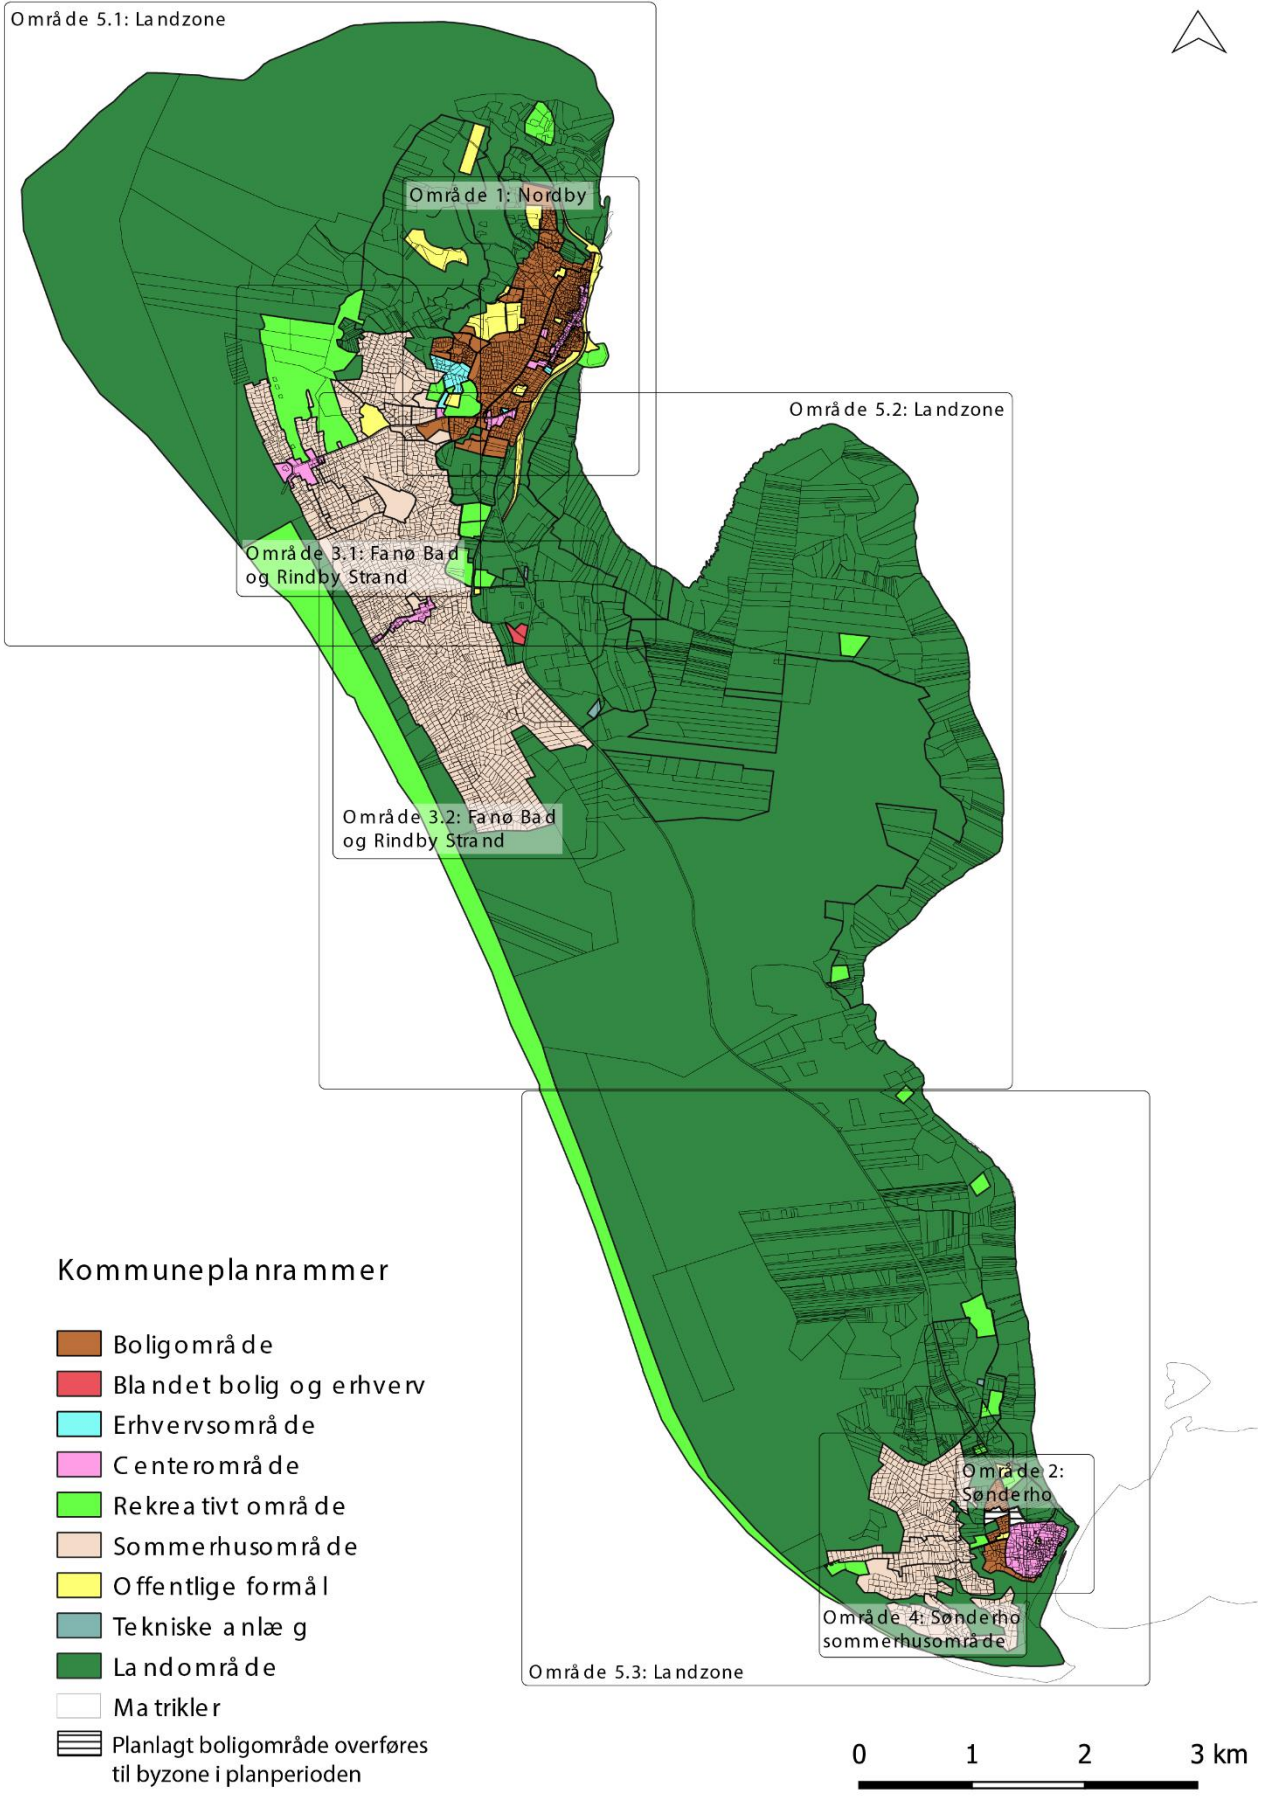 Område 5.1: Landzone
Område 1: Nordby
Område 5.2: Landzone
Område 3.1: Fanø Bad
og Rindby Strand
Område 3.2: Fanø Bad
og Rindby Strand
Kommuneplanrammer
Boligområde
Blandet bolig og erhverv
Erhvervsområde
Centerområde
Rekreativt område
Sommerhusområde
Offentlige formål
Tekniske anlæg
Landområde
Matrikler
Planlagt boligområde overføres
til byzone i planperioden
Område 2:
Sønderho
Område 4: Sønderho
sommerhusområde
Område 5.3: Landzone
0 1 2 3 km